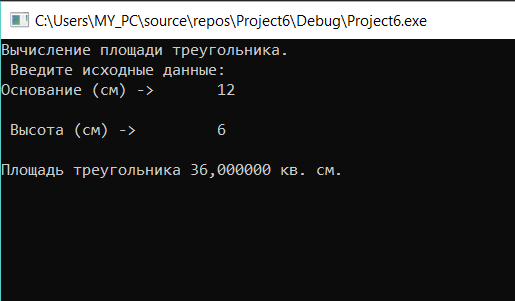 C:\Users\MY_PC\source\repos\Project6\Debug\Project6.exe
Вычисление площади треугольника.
Введите исходные данные:
Основание (см) -> 12
Высота (см) -> 6
Площадь треугольника 36,000000 кв. см.